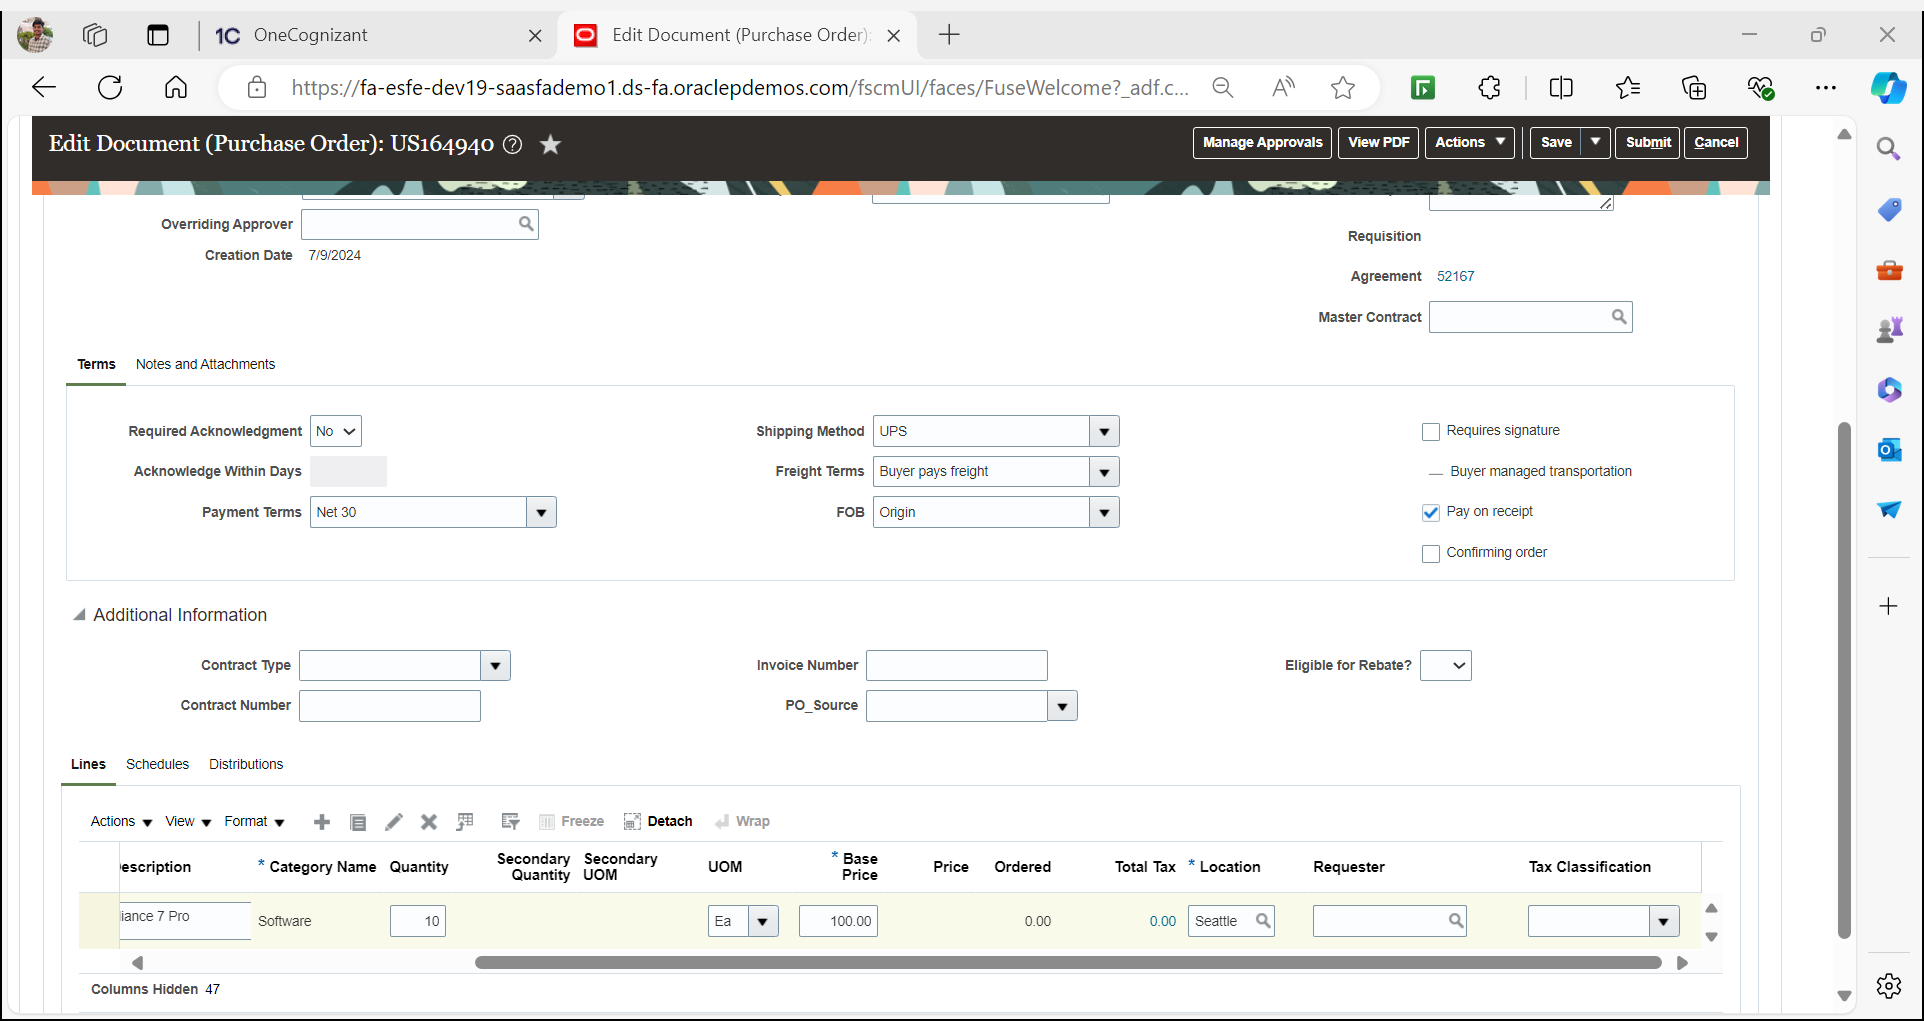 OneCognizant
Edit Document (Purchase Order):
https://fa-esfe-dev19-saasfademo1.ds-fa.oraclepdemos.com/fscmUI/faces/FuseWelcome?_adf.c...
Edit Document (Purchase Order): US164940
Manage Approvals
View PDF
Actions
Save
Submit
Cancel
Overriding Approver
Creation Date 7/9/2024
Requisition
Agreement 52167
Master Contract
Terms
Notes and Attachments
Required Acknowledgment No
Acknowledge Within Days
Payment Terms Net 30
Shipping Method UPS
Freight Terms Buyer pays freight
FOB Origin
Requires signature
Buyer managed transportation
Pay on receipt
Confirming order
Additional Information
Contract Type
Contract Number
Invoice Number
PO_Source
Eligible for Rebate?
Lines
Schedules
Distributions
Actions View Format Freeze Detach Wrap
escription * Category Name Quantity Secondary Quantity Secondary UOM UOM * Base Price Price Ordered Total Tax * Location Requester Tax Classification
liance 7 Pro Software 10 Ea 100.00 0.00 0.00 Seattle
Columns Hidden 47